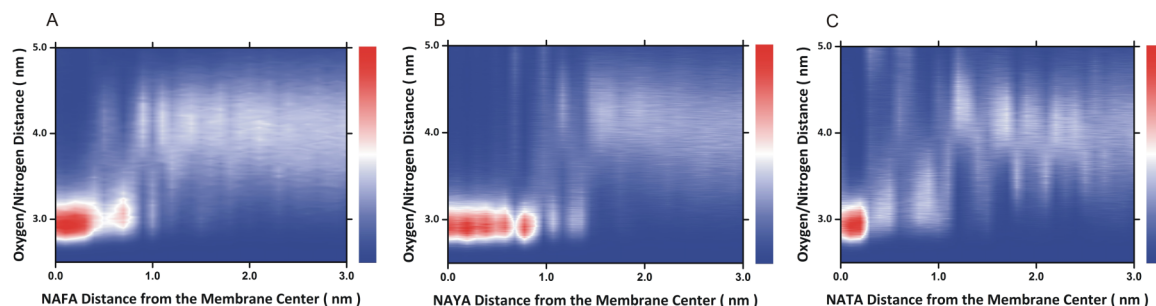 A
Oxygen/Nitrogen Distance ( nm )
5.0
4.0
3.0
0.0 1.0 2.0 3.0
NAFA Distance from the Membrane Center ( nm )
B
Oxygen/Nitrogen Distance ( nm )
5.0
4.0
3.0
0.0 1.0 2.0 3.0
NAYA Distance from the Membrane Center ( nm )
C
Oxygen/Nitrogen Distance ( nm )
5.0
4.0
3.0
0.0 1.0 2.0 3.0
NATA Distance from the Membrane Center ( nm )